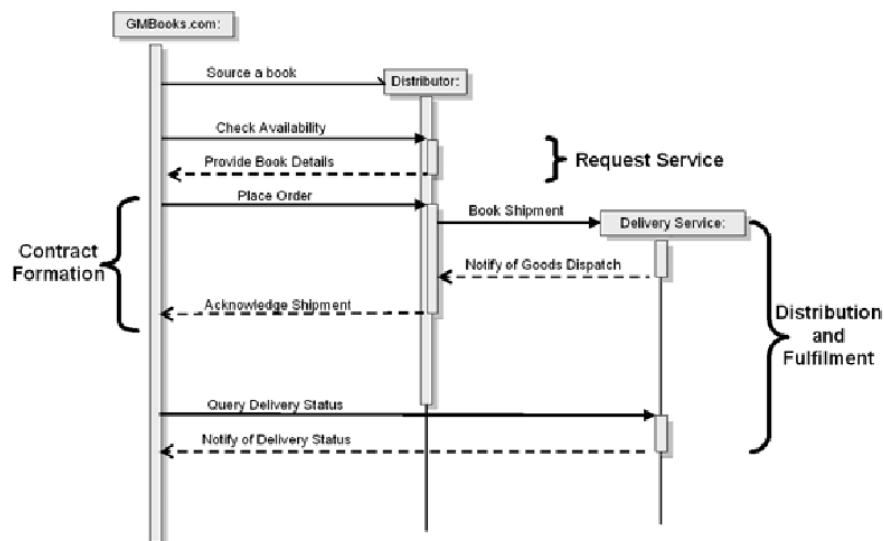 GMBooks.com:
Source a book
Distributor:
Check Availability
Provide Book Details
Request Service
Place Order
Book Shipment
Delivery Service:
Contract
Formation
Notify of Goods Dispatch
Acknowledge Shipment
Distribution
and
Fulfilment
Query Delivery Status
Notify of Delivery Status